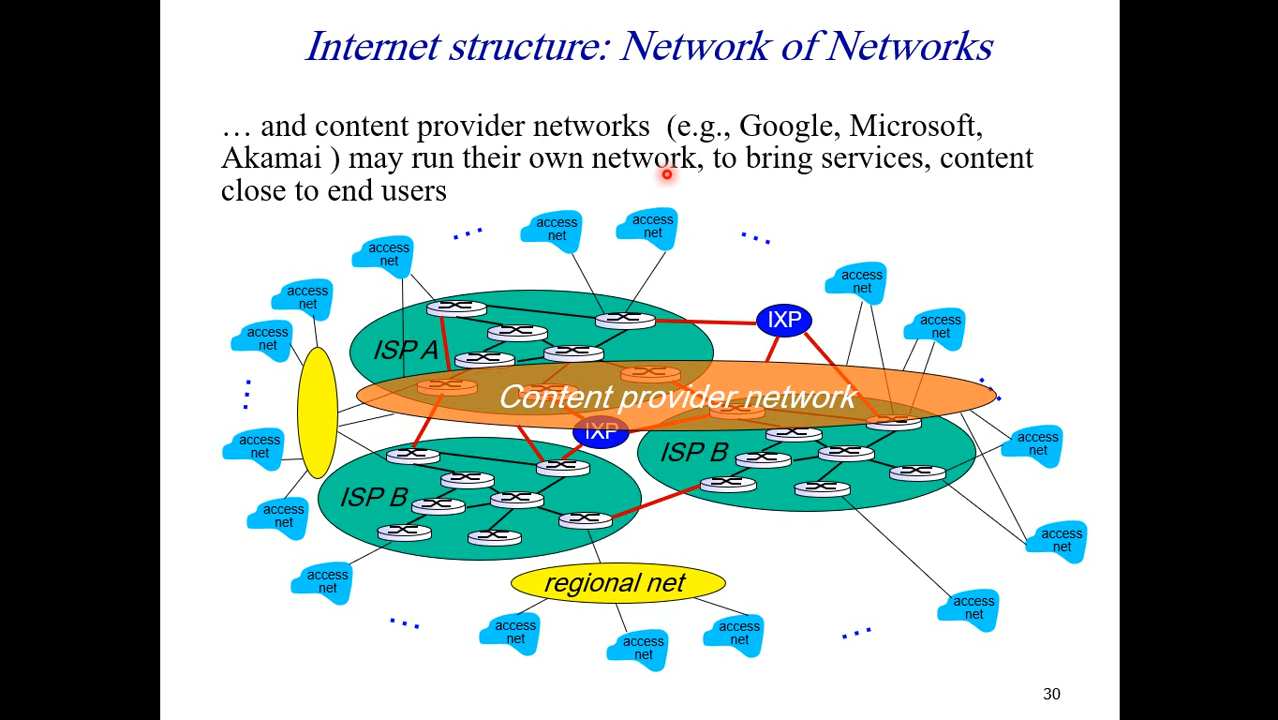 Internet structure: Network of Networks
… and content provider networks (e.g., Google, Microsoft,
Akamai ) may run their own network, to bring services, content
close to end users
access
net
access
net
access
net
access
net
access
net
access
net
access
net
IXP
ISP A
Content provider network
IXP
access
net
ISP B
access
net
ISP B
access
net
access
net
access
net
regional net
access
net
access
net
access
net
access
net
30